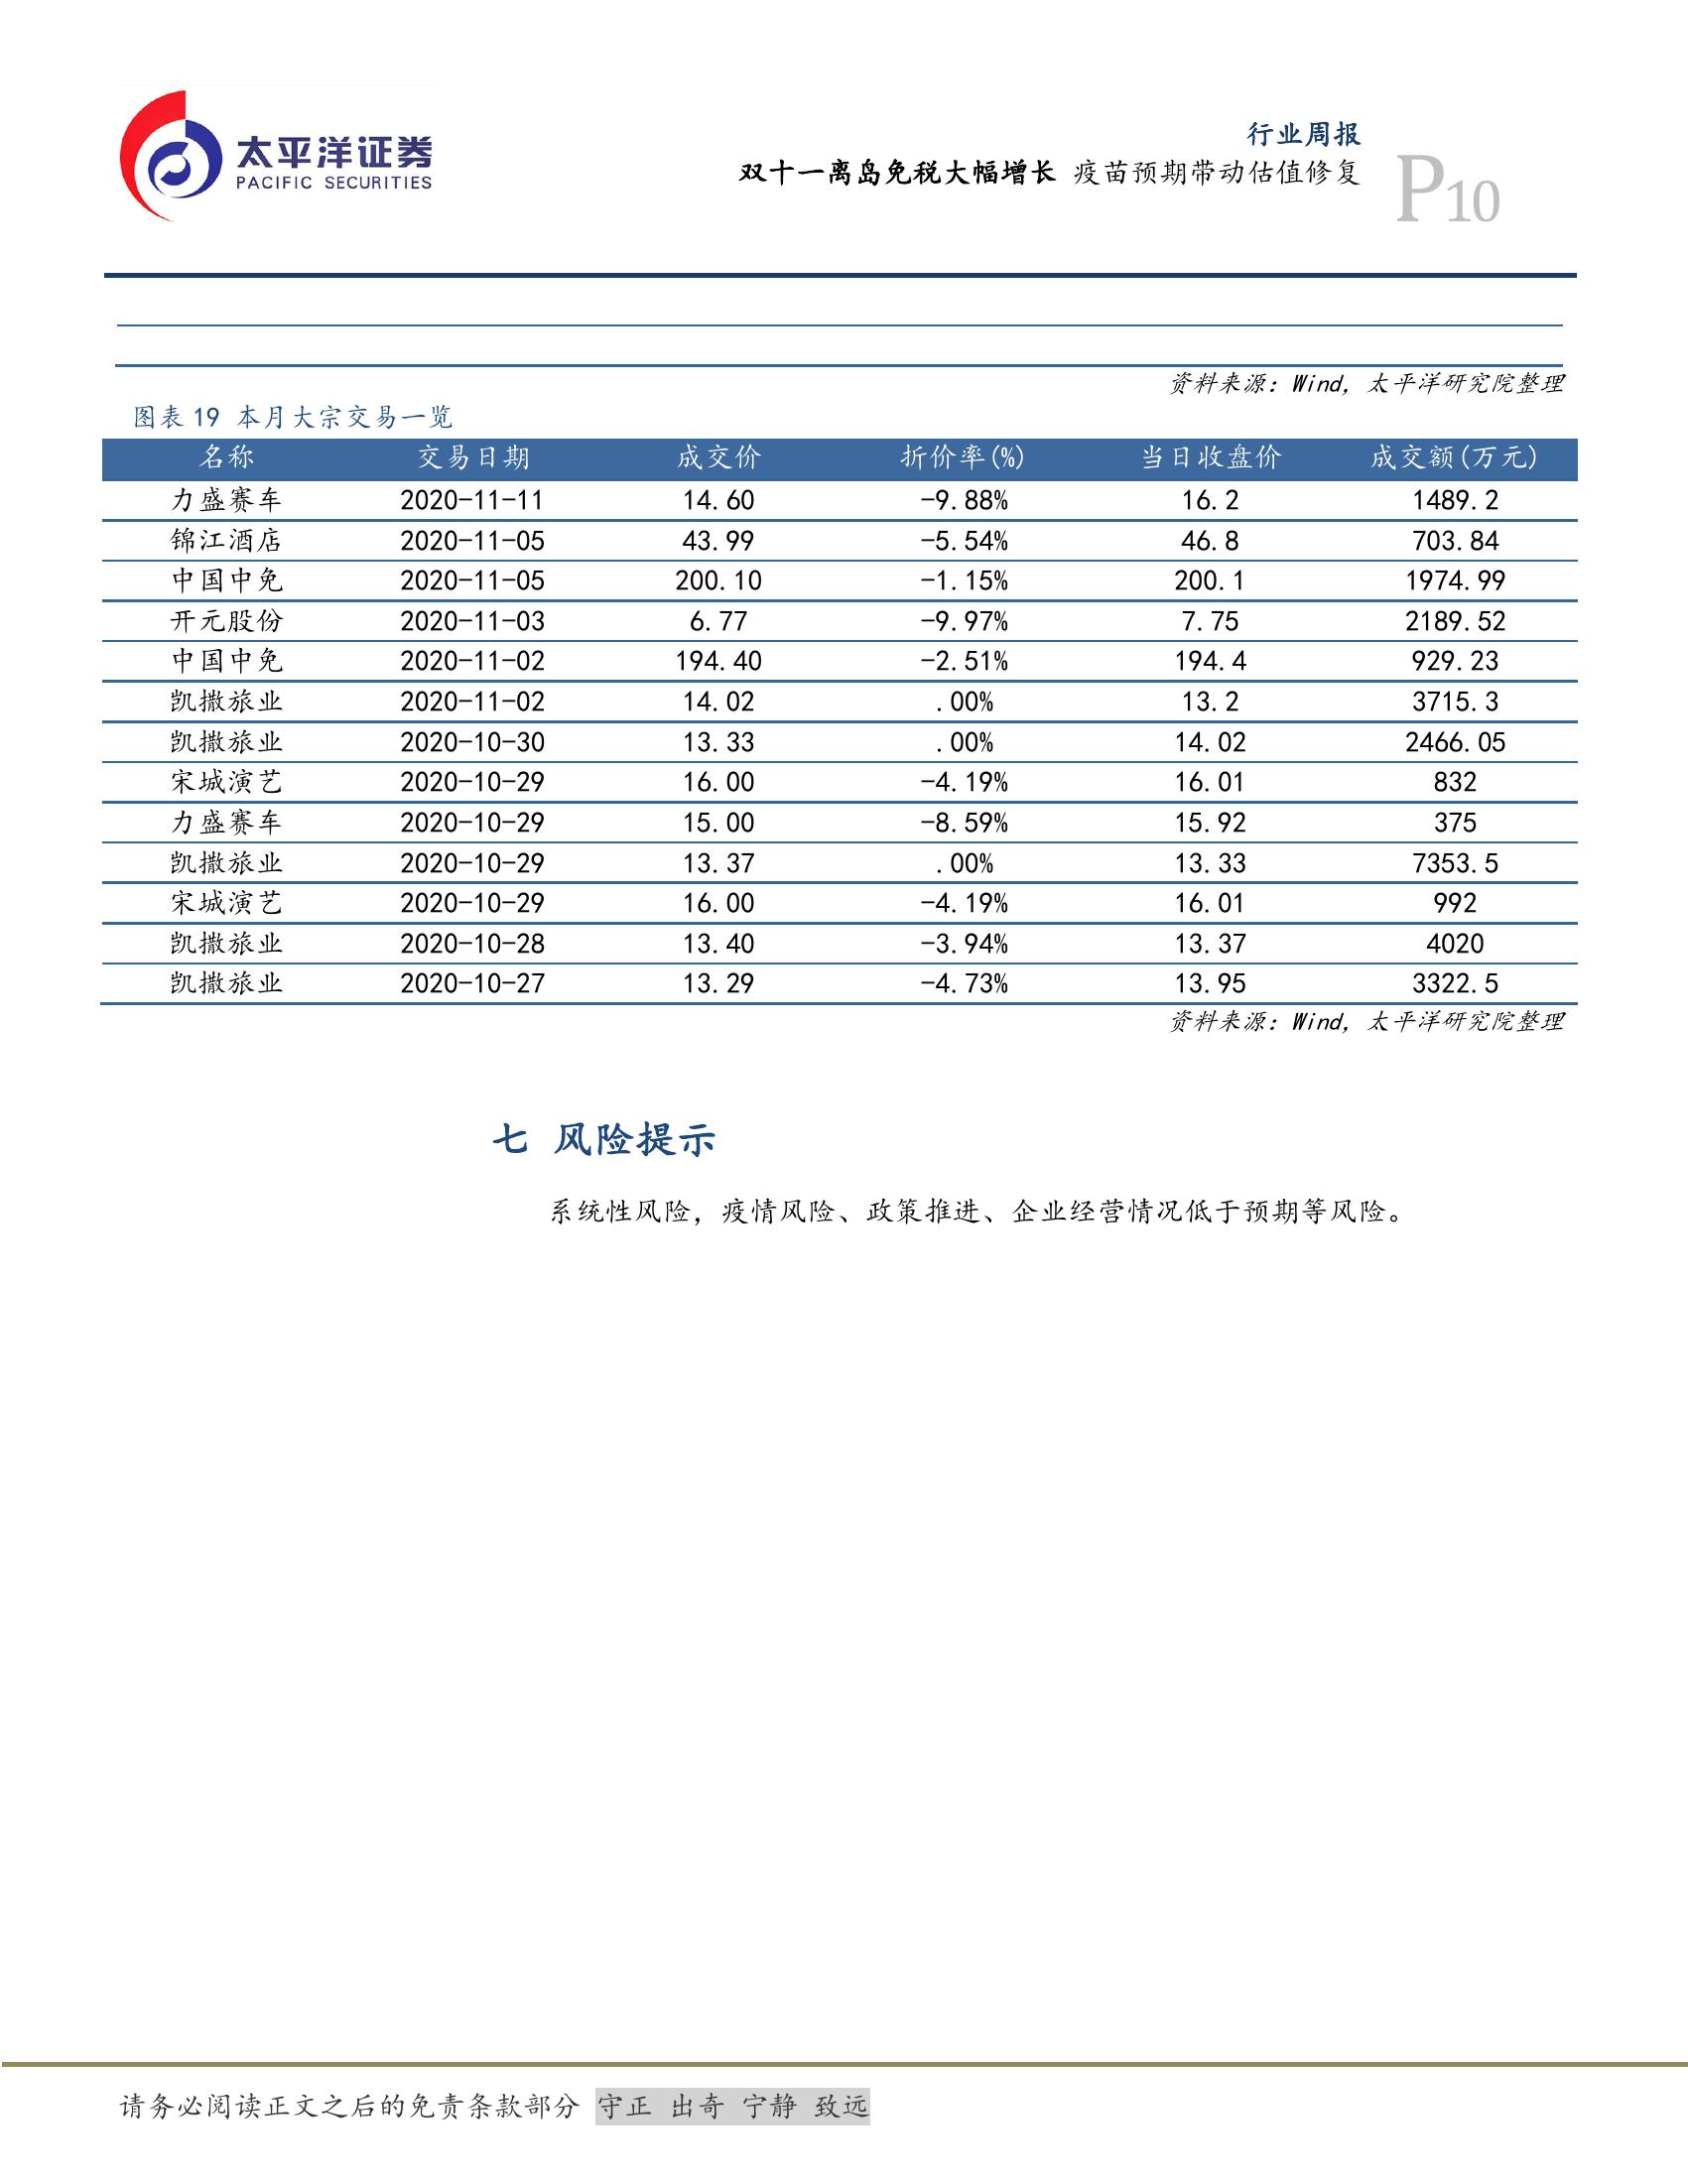 太平洋证券
PACIFIC SECURITIES
行业周报
双十一离岛免税大幅增长 疫苗预期带动估值修复
P10
资料来源：Wind，太平洋研究院整理
图表 19 本月大宗交易一览
名称 交易日期 成交价 折价率(%) 当日收盘价 成交额(万元)
力盛赛车 2020-11-11 14.60 -9.88% 16.2 1489.2
锦江酒店 2020-11-05 43.99 -5.54% 46.8 703.84
中国中免 2020-11-05 200.10 -1.15% 200.1 1974.99
开元股份 2020-11-03 6.77 -9.97% 7.75 2189.52
中国中免 2020-11-02 194.40 -2.51% 194.4 929.23
凯撒旅业 2020-11-02 14.02 .00% 13.2 3715.3
凯撒旅业 2020-10-30 13.33 .00% 14.02 2466.05
宋城演艺 2020-10-29 16.00 -4.19% 16.01 832
力盛赛车 2020-10-29 15.00 -8.59% 15.92 375
凯撒旅业 2020-10-29 13.37 .00% 13.33 7353.5
宋城演艺 2020-10-29 16.00 -4.19% 16.01 992
凯撒旅业 2020-10-28 13.40 -3.94% 13.37 4020
凯撒旅业 2020-10-27 13.29 -4.73% 13.95 3322.5
资料来源：Wind，太平洋研究院整理
七 风险提示
系统性风险，疫情风险、政策推进、企业经营情况低于预期等风险。
请务必阅读正文之后的免责条款部分 守正 出奇 宁静 致远